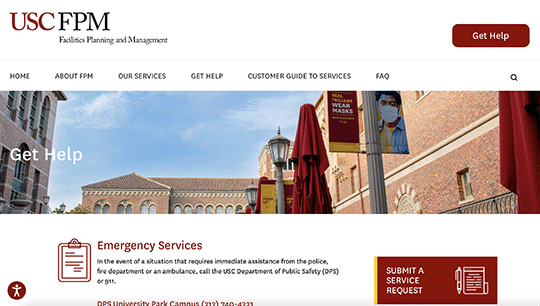 USC FPM
Facilities Planning and Management
Get Help
HOME ABOUT FPM OUR SERVICES GET HELP CUSTOMER GUIDE TO SERVICES FAQ
REAL TROJANS WEAR MASKS
Get Help
Emergency Services
In the event of a situation that requires immediate assistance from the police,
fire department or an ambulance, call the USC Department of Public Safety (DPS)
or 911.
DPS University Park Campus (213) 740-4321
SUBMIT A
SERVICE
REQUEST